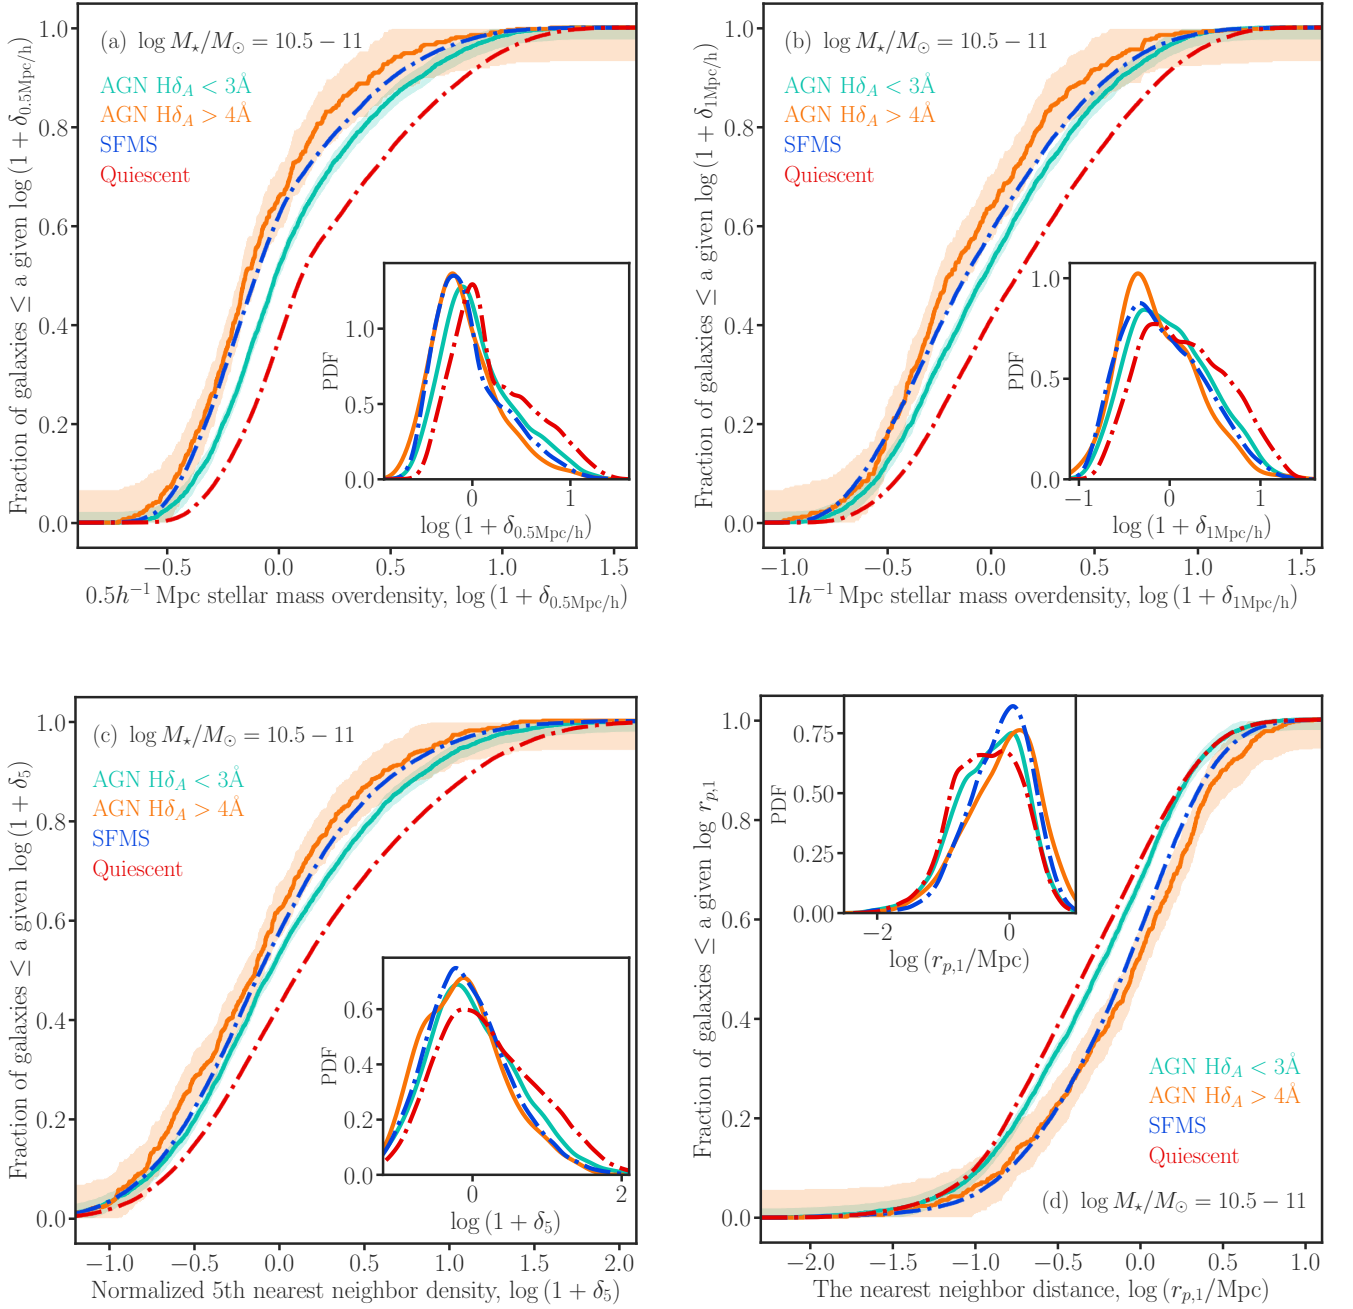 (a) log M⋆/M⊙ = 10.5 − 11
AGN HδA < 3Å
AGN HδA > 4Å
SFMS
Quiescent
Fraction of galaxies ≤ a given log (1 + δ0.5Mpc/h)
1.0
0.8
0.6
0.4
0.2
0.0
−0.5 0.0 0.5 1.0 1.5
0.5h−1 Mpc stellar mass overdensity, log (1 + δ0.5Mpc/h)
PDF
1.0
0.5
0.0
0 1
log (1 + δ0.5Mpc/h)
(b) log M⋆/M⊙ = 10.5 − 11
AGN HδA < 3Å
AGN HδA > 4Å
SFMS
Quiescent
Fraction of galaxies ≤ a given log (1 + δ1Mpc/h)
1.0
0.8
0.6
0.4
0.2
0.0
−1.0 −0.5 0.0 0.5 1.0 1.5
1h−1 Mpc stellar mass overdensity, log (1 + δ1Mpc/h)
PDF
1.0
0.5
0.0
−1 0 1
log (1 + δ1Mpc/h)
(c) log M⋆/M⊙ = 10.5 − 11
AGN HδA < 3Å
AGN HδA > 4Å
SFMS
Quiescent
Fraction of galaxies ≤ a given log (1 + δ5)
1.0
0.8
0.6
0.4
0.2
0.0
−1.0 −0.5 0.0 0.5 1.0 1.5 2.0
Normalized 5th nearest neighbor density, log (1 + δ5)
PDF
0.6
0.4
0.2
0.0
0 2
log (1 + δ5)
Fraction of galaxies ≤ a given log rp,1
1.0
0.8
0.6
0.4
0.2
0.0
PDF
0.75
0.50
0.25
0.00
−2 0
log (rp,1/Mpc)
AGN HδA < 3Å
AGN HδA > 4Å
SFMS
Quiescent
(d) log M⋆/M⊙ = 10.5 − 11
−2.0 −1.5 −1.0 −0.5 0.0 0.5 1.0
The nearest neighbor distance, log (rp,1/Mpc)